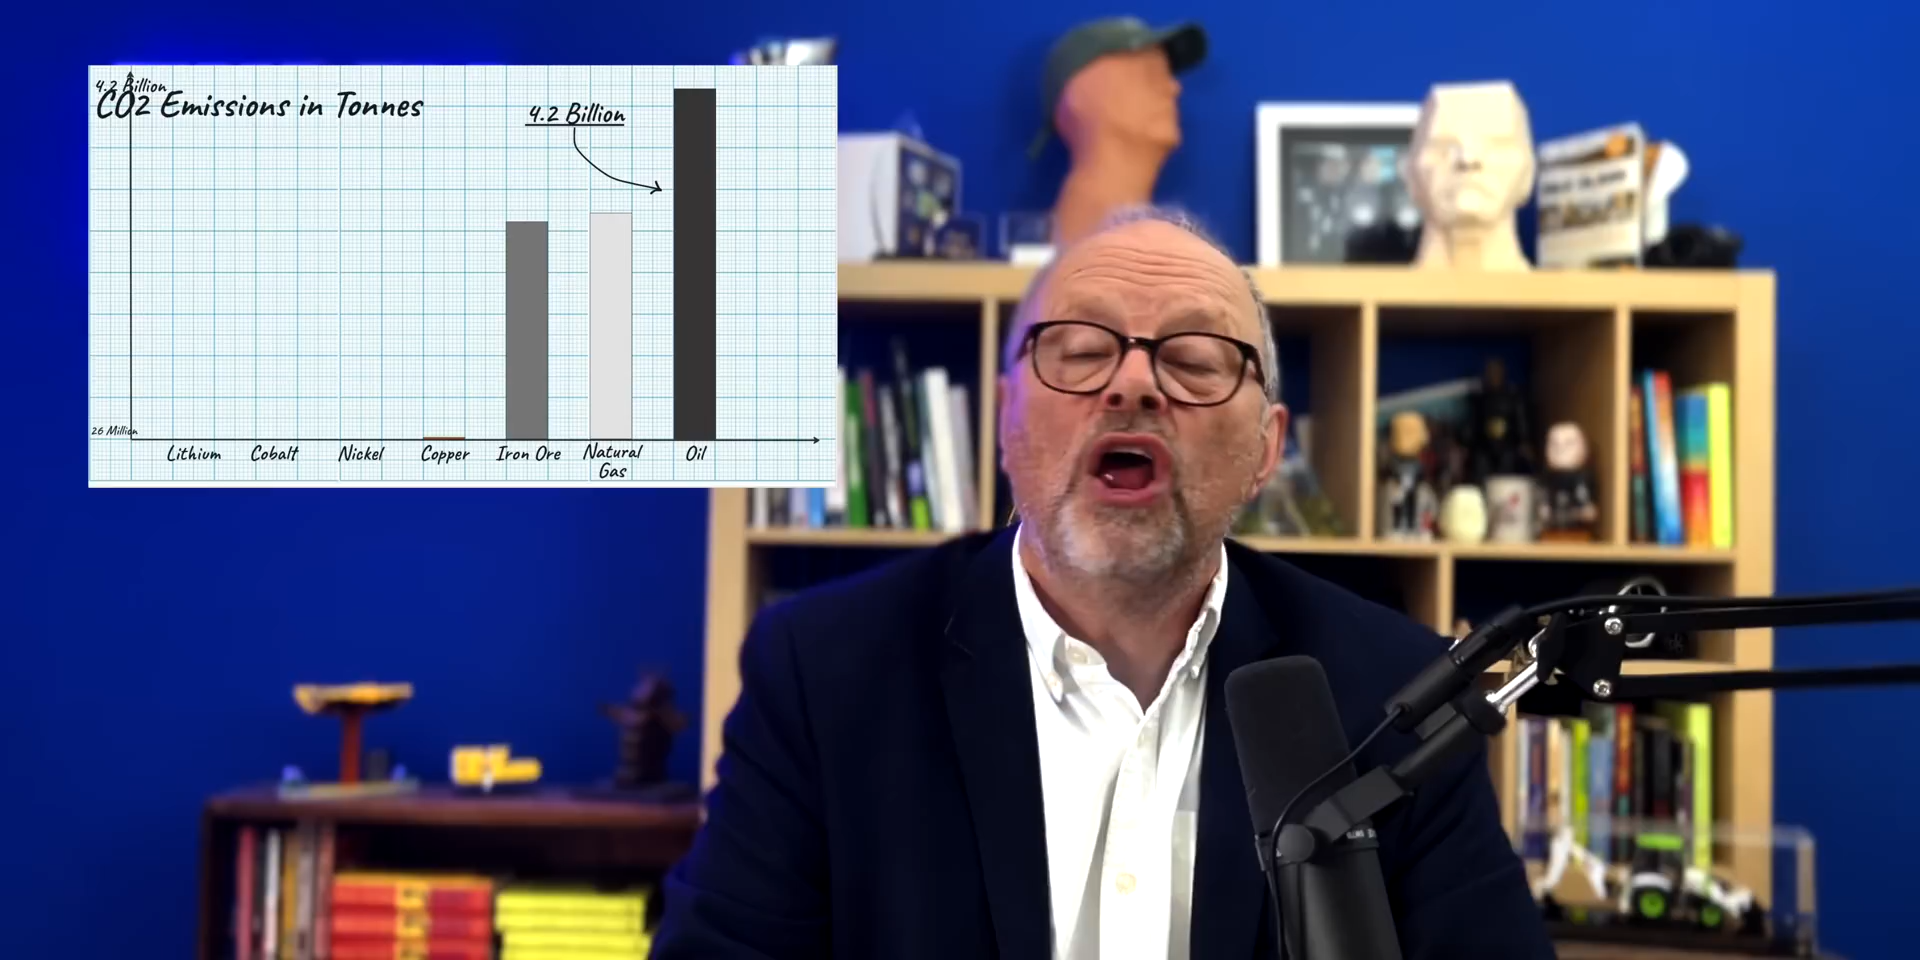 4.2 Billion
CO2 Emissions in Tonnes
4.2 Billion
26 Million
Lithium
Cobalt
Nickel
Copper
Iron Ore
Natural
Gas
Oil